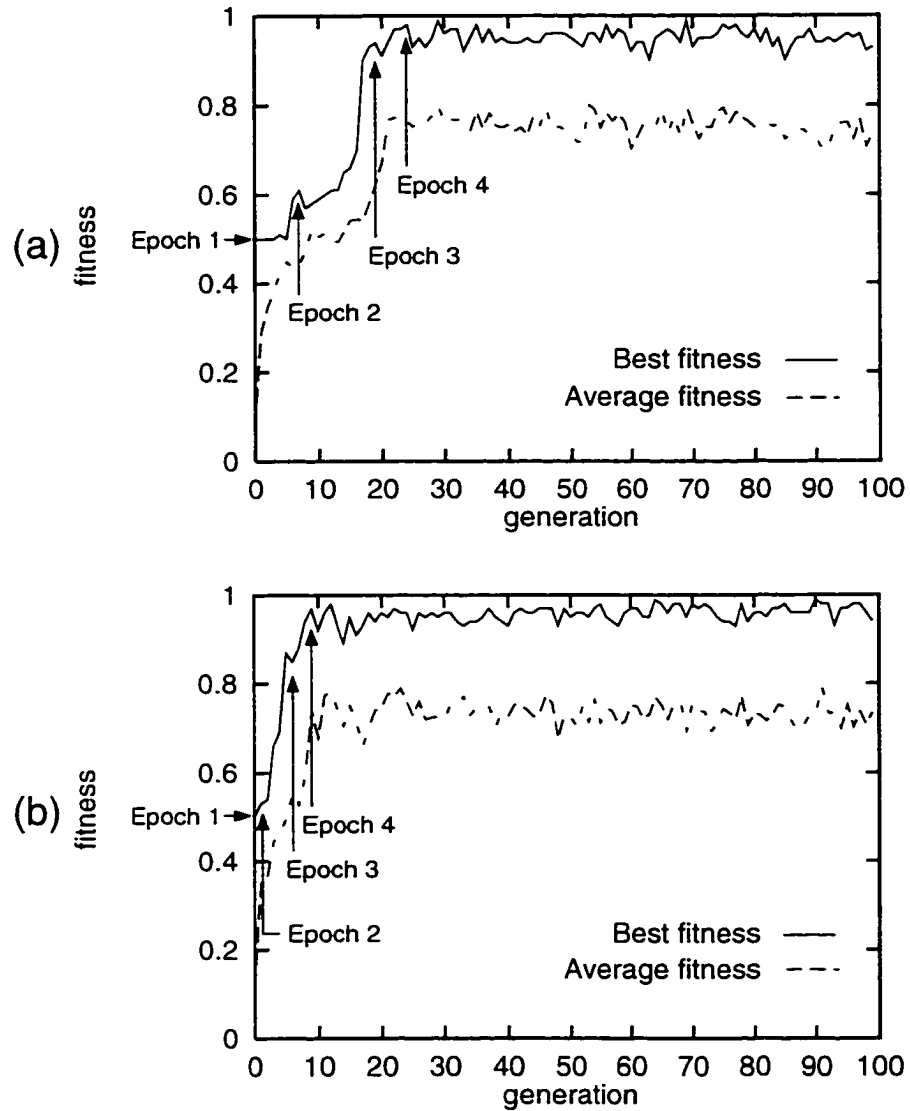 (a)
fitness
1
0.8
0.6
Epoch 1
0.4
0.2
0
Epoch 2
Epoch 3
Epoch 4
Best fitness
Average fitness
0 10 20 30 40 50 60 70 80 90 100
generation
(b)
fitness
1
0.8
0.6
Epoch 1
0.4
0.2
0
Epoch 4
Epoch 3
Epoch 2
Best fitness
Average fitness
0 10 20 30 40 50 60 70 80 90 100
generation